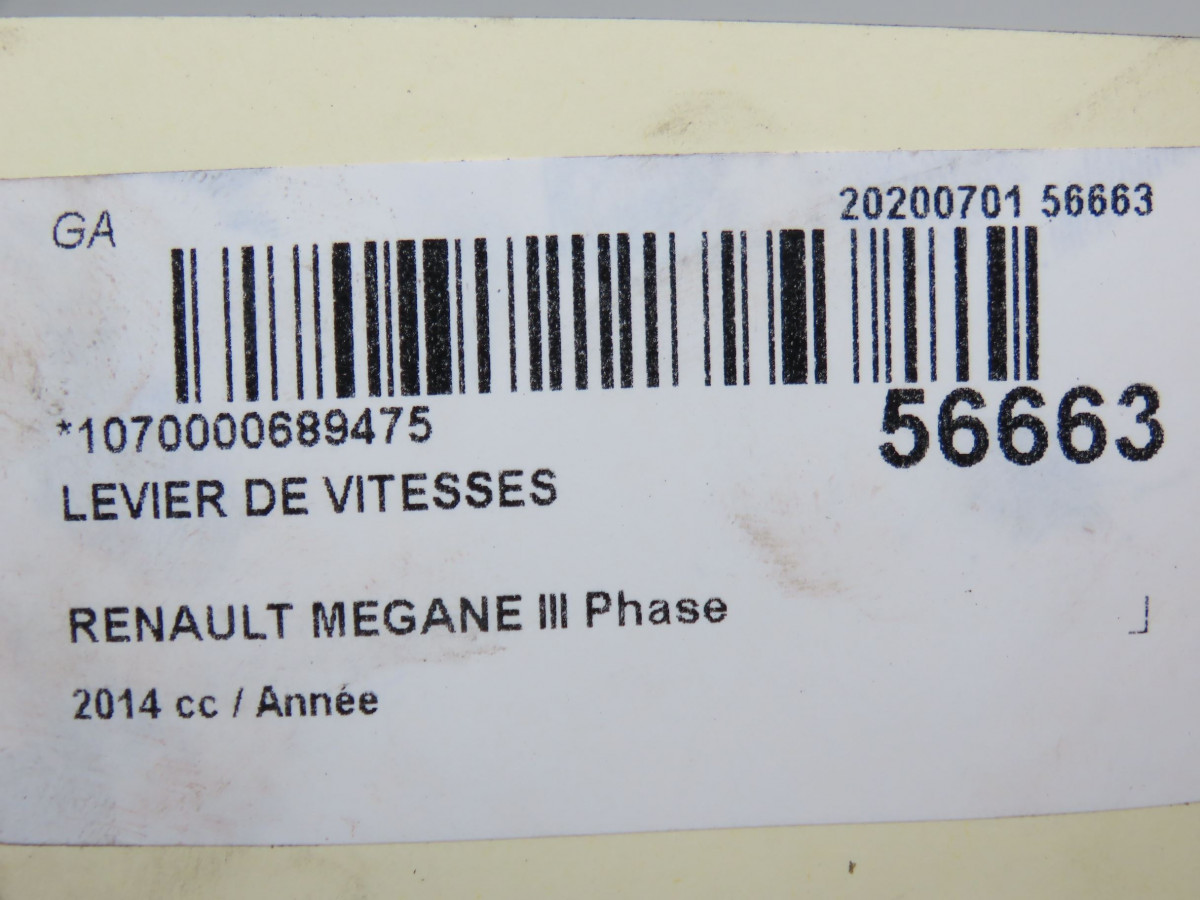 GA
20200701 56663
*1070000689475
56663
LEVIER DE VITESSES
RENAULT MEGANE III Phase
2014 cc / Année